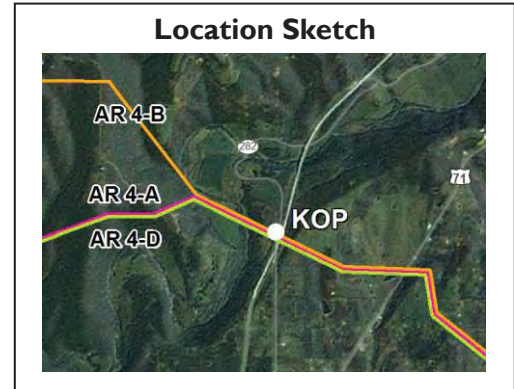 Location Sketch
AR 4-B
282
71
AR 4-A
KOP
AR 4-D